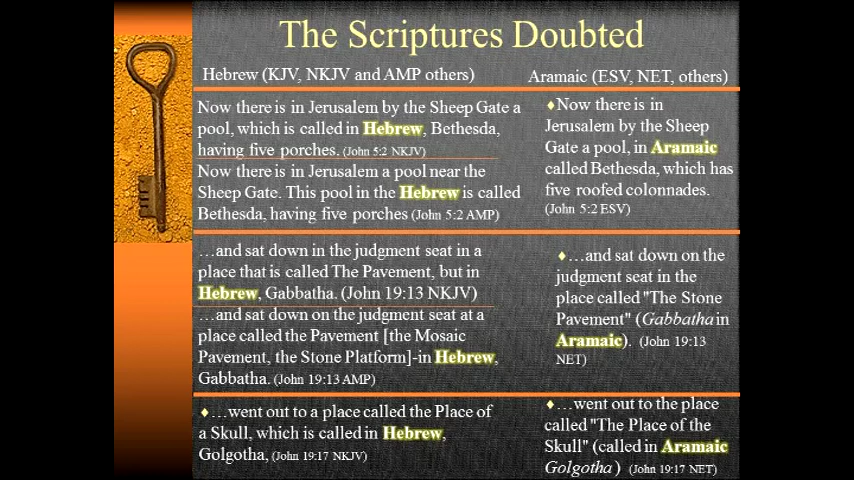 The Scriptures Doubted
Hebrew (KJV, NKJV and AMP others)
Now there is in Jerusalem by the Sheep Gate a
pool, which is called in Hebrew, Bethesda,
having five porches. (John 5:2 NKJV)
Now there is in Jerusalem a pool near the
Sheep Gate. This pool in the Hebrew is called
Bethesda, having five porches (John 5:2 AMP)
…and sat down in the judgment seat in a
place that is called The Pavement, but in
Hebrew, Gabbatha. (John 19:13 NKJV)
…and sat down on the judgment seat at a
place called the Pavement [the Mosaic
Pavement, the Stone Platform]-in Hebrew,
Gabbatha. (John 19:13 AMP)
♦…went out to a place called the Place of
a Skull, which is called in Hebrew,
Golgotha, (John 19:17 NKJV)
Aramaic (ESV, NET, others)
♦Now there is in
Jerusalem by the Sheep
Gate a pool, in Aramaic
called Bethesda, which has
five roofed colonnades.
(John 5:2 ESV)
♦…and sat down on the
judgment seat in the
place called "The Stone
Pavement" (Gabbatha in
Aramaic). (John 19:13
NET)
♦…went out to the place
called "The Place of the
Skull" (called in Aramaic
Golgotha) (John 19:17 NET)